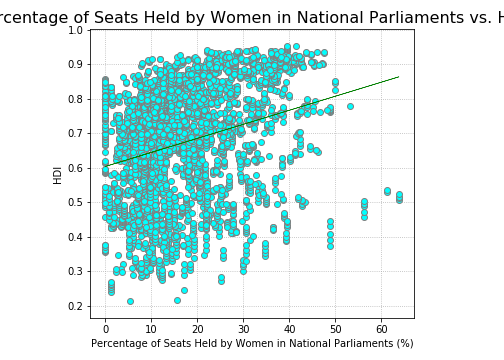 rcentage of Seats Held by Women in National Parliaments vs. H
1.0
0.9
0.8
0.7
0.6
0.5
0.4
0.3
0.2
HDI
0 10 20 30 40 50 60
Percentage of Seats Held by Women in National Parliaments (%)